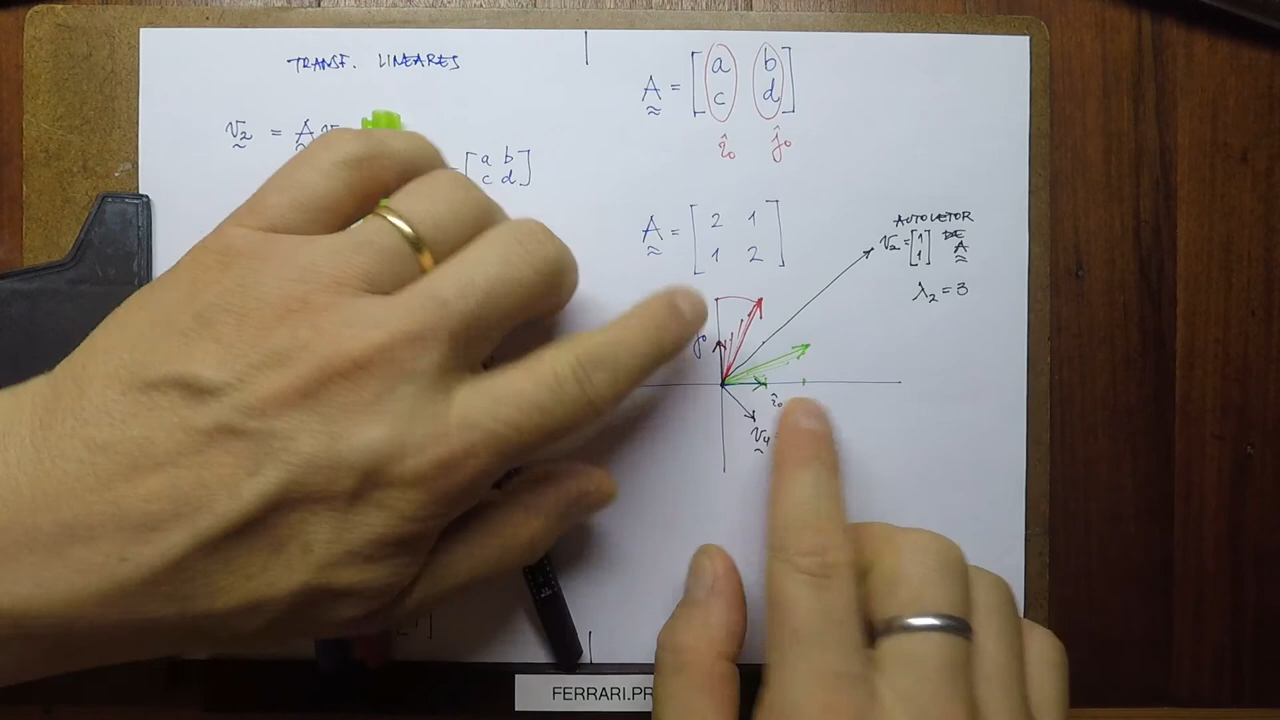 TRANSF. LINEARES
v2 = A v
[a b
c d]
A = [a b
c d]
î₀ ĵ₀
A = [2 1
1 2]
AUTOVETOR
DE
A
v2 = [1
1]
λ2 = 3
ĵ₀
î₀
v4
FERRARI.PR